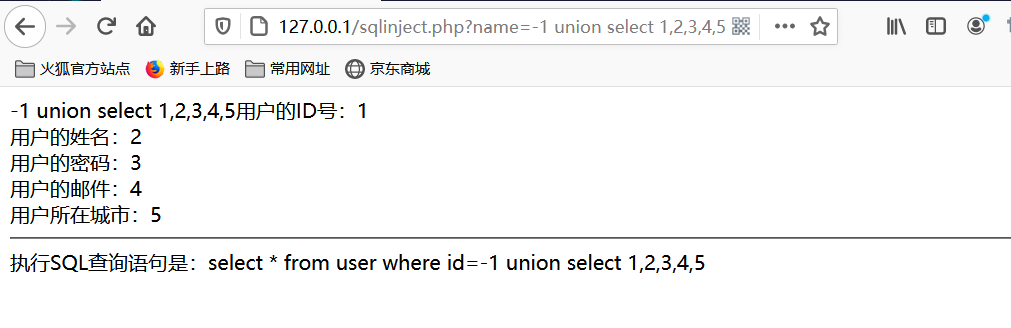 127.0.0.1/sqlinject.php?name=-1 union select 1,2,3,4,5
火狐官方站点 新手上路 常用网址 京东商城
-1 union select 1,2,3,4,5用户的ID号：1
用户的姓名：2
用户的密码：3
用户的邮件：4
用户所在城市：5
执行SQL查询语句是：select * from user where id=-1 union select 1,2,3,4,5